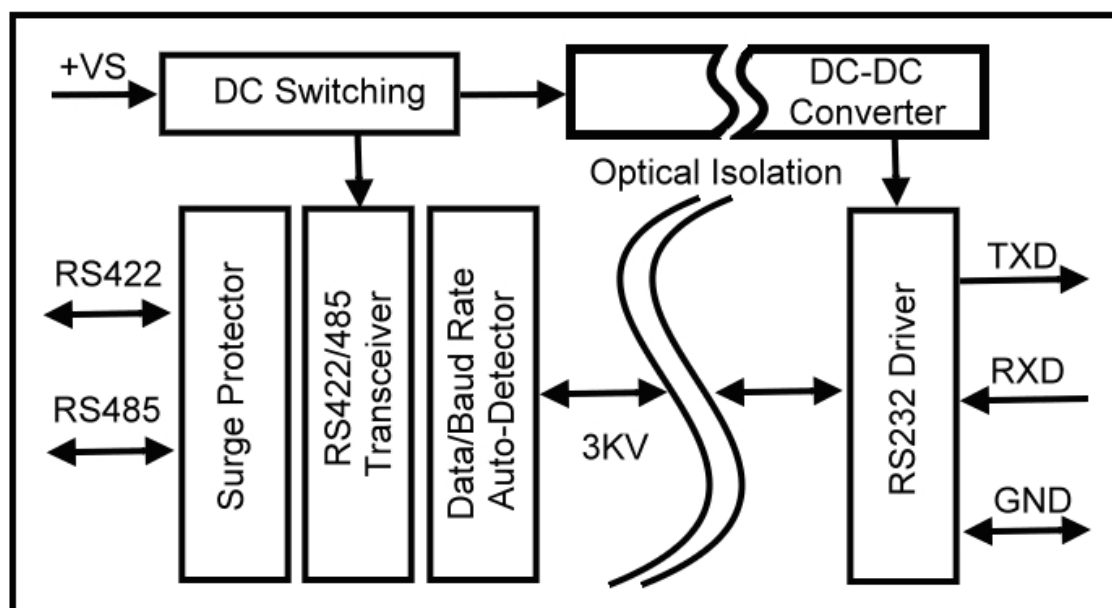 +VS
DC Switching
DC-DC
Converter
Optical Isolation
RS422
RS485
Surge Protector
RS422/485
Transceiver
Data/Baud Rate
Auto-Detector
3KV
RS232 Driver
TXD
RXD
GND